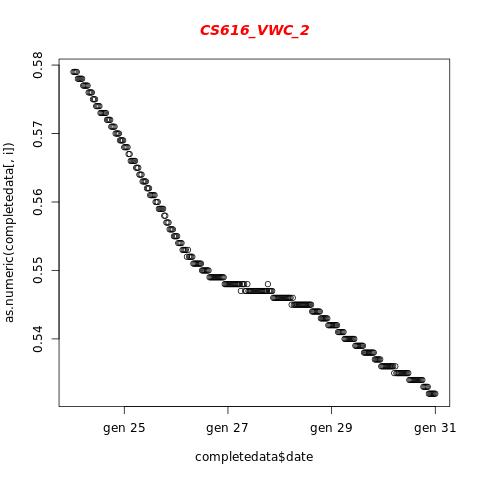 CS616_VWC_2
as.numeric(completedata[, i])
0.58
0.57
0.56
0.55
0.54
gen 25
gen 27
gen 29
gen 31
completedata$date